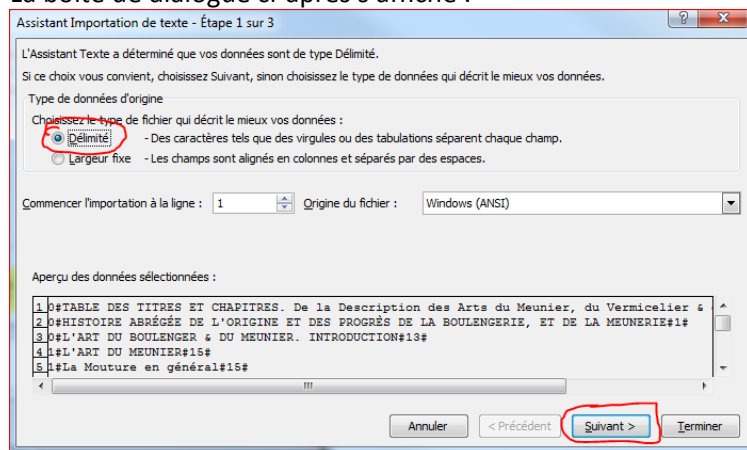 La boîte de dialogue ci-après s'affiche :
Assistant Importation de texte - Étape 1 sur 3
L'Assistant Texte a déterminé que vos données sont de type Délimité.
Si ce choix vous convient, choisissez Suivant, sinon choisissez le type de données qui décrit le mieux vos données.
Type de données d'origine
Choisissez le type de fichier qui décrit le mieux vos données :
Délimité - Des caractères tels que des virgules ou des tabulations séparent chaque champ.
Largeur fixe - Les champs sont alignés en colonnes et séparés par des espaces.
Commencer l'importation à la ligne : 1 Origine du fichier : Windows (ANSI)
Aperçu des données sélectionnées :
1 0#TABLE DES TITRES ET CHAPITRES. De la Description des Arts du Meunier, du Vermicelier &
2 0#HISTOIRE ABRÉGÉE DE L'ORIGINE ET DES PROGRÈS DE LA BOULENGERIE, ET DE LA MEUNERIE#1#
3 0#L'ART DU BOULENGER & DU MEUNIER. INTRODUCTION#13#
4 1#L'ART DU MEUNIER#15#
5 1#La Mouture en général#15#
Annuler < Précédent Suivant > Terminer